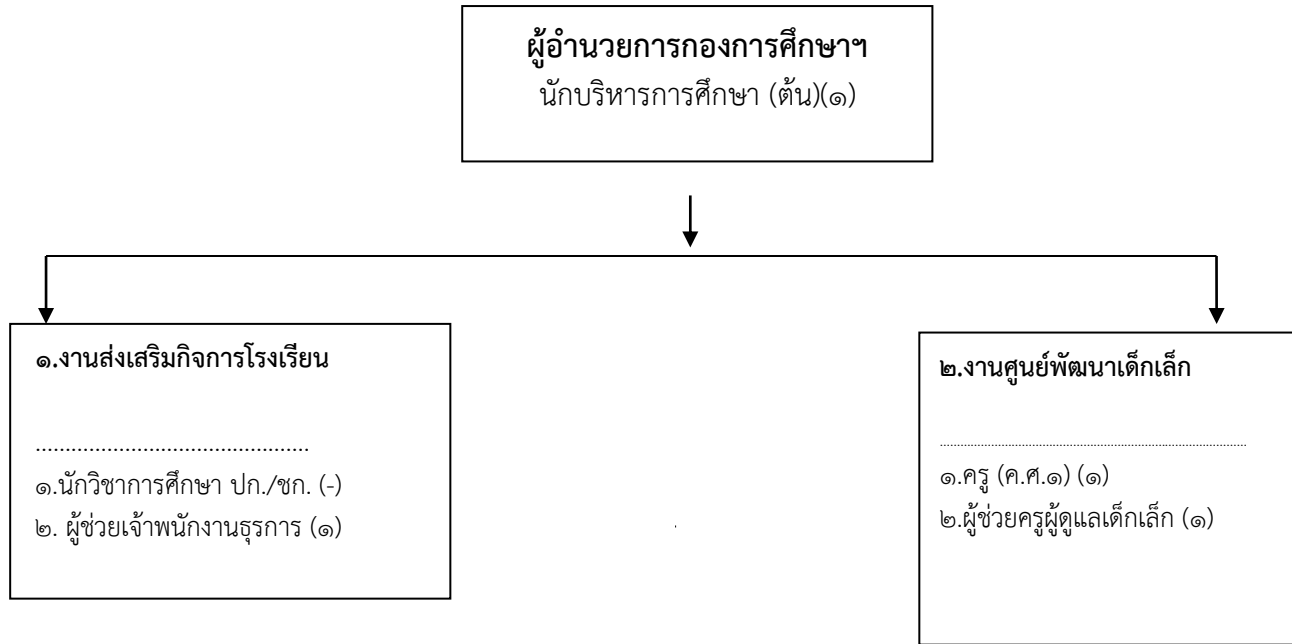 ผู้อำนวยการกองการศึกษาฯ
นักบริหารการศึกษา (ต้น)(๑)
๑.งานส่งเสริมกิจการโรงเรียน
..............................................
๑.นักวิชาการศึกษา ปก./ชก. (-)
๒. ผู้ช่วยเจ้าพนักงานธุรการ (๑)
๒.งานศูนย์พัฒนาเด็กเล็ก
..............................................
๑.ครู (ค.ศ.๑) (๑)
๒.ผู้ช่วยครูผู้ดูแลเด็กเล็ก (๑)